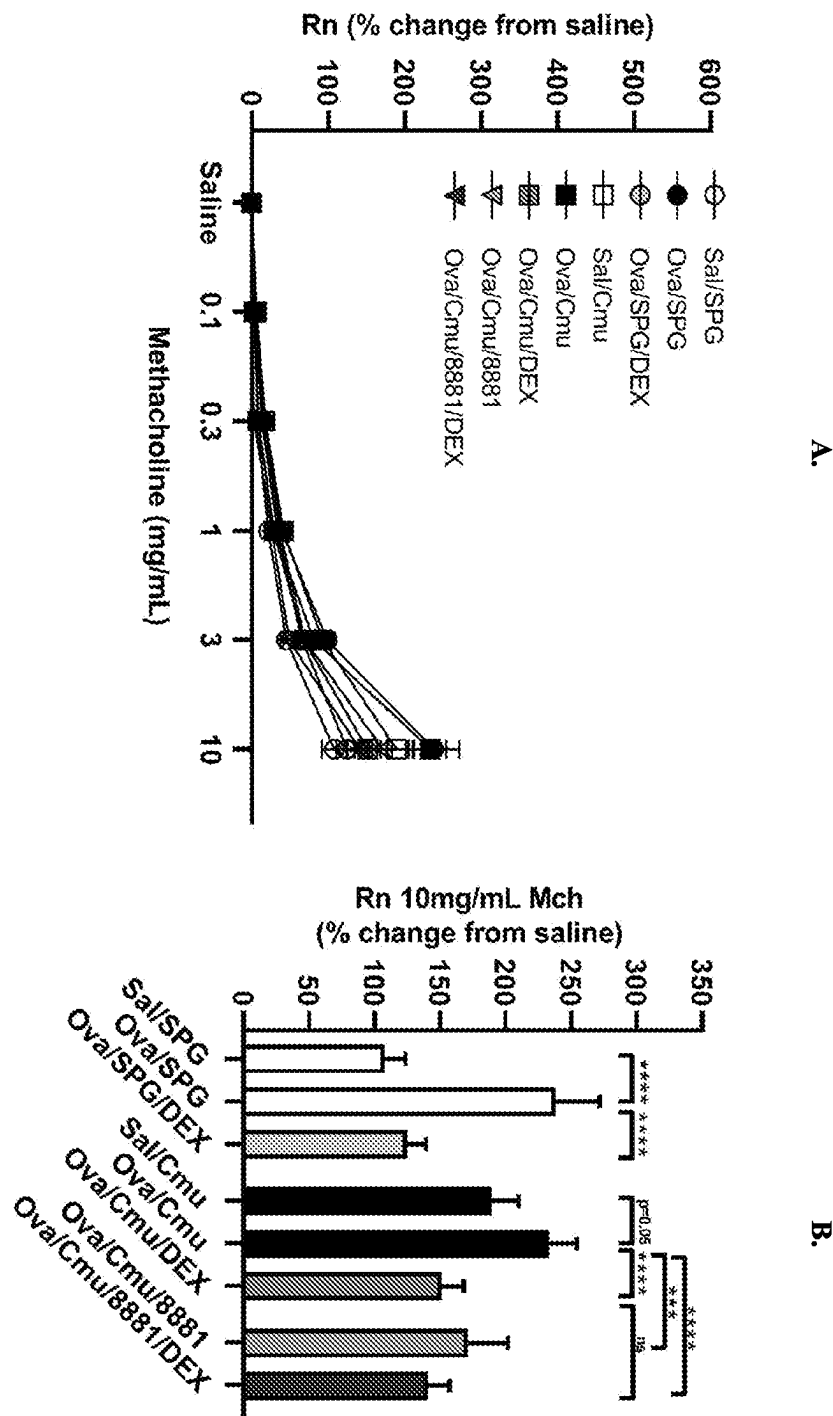 A.
Rn (% change from saline)
600
500
400
300
200
100
0
Sal/SPG
Ova/SPG
Ova/SPG/DEX
Sal/Cmu
Ova/Cmu
Ova/Cmu/DEX
Ova/Cmu/8881
Ova/Cmu/8881/DEX
Saline
0.1
0.3
1
3
10
Methacholine (mg/mL)
B.
Rn 10mg/mL Mch
(% change from saline)
350
300
250
200
150
100
50
0
****
***
**** **** p=0.05 **** ns
Sal/SPG
Ova/SPG
Ova/SPG/DEX
Sal/Cmu
Ova/Cmu
Ova/Cmu/DEX
Ova/Cmu/8881
Ova/Cmu/8881/DEX